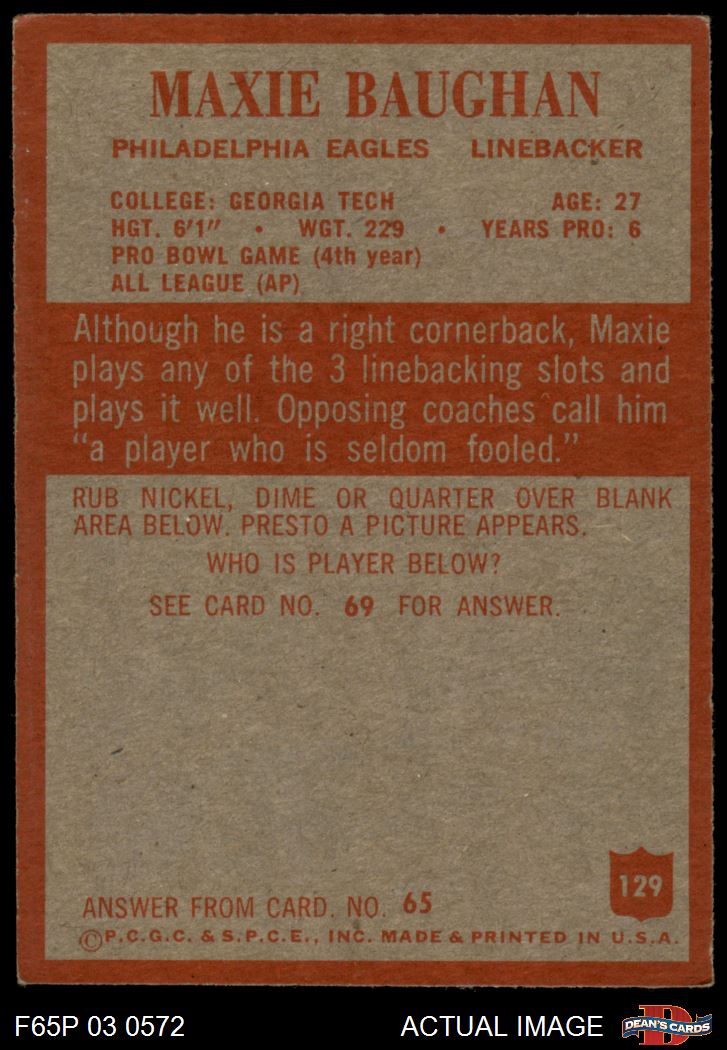 MAXIE BAUGHAN
PHILADELPHIA EAGLES LINEBACKER
COLLEGE: GEORGIA TECH AGE: 27
HGT. 6'1" • WGT. 229 • YEARS PRO: 6
PRO BOWL GAME (4th year)
ALL LEAGUE (AP)
Although he is a right cornerback, Maxie
plays any of the 3 linebacking slots and
plays it well. Opposing coaches call him
"a player who is seldom fooled."
RUB NICKEL, DIME OR QUARTER OVER BLANK
AREA BELOW. PRESTO A PICTURE APPEARS.
WHO IS PLAYER BELOW?
SEE CARD NO. 69 FOR ANSWER.
129
ANSWER FROM CARD. NO. 65
©P.C.G.C. & S.P.C.E., INC. MADE & PRINTED IN U.S.A.
F65P 03 0572 ACTUAL IMAGE
D
DEAN'S CARDS